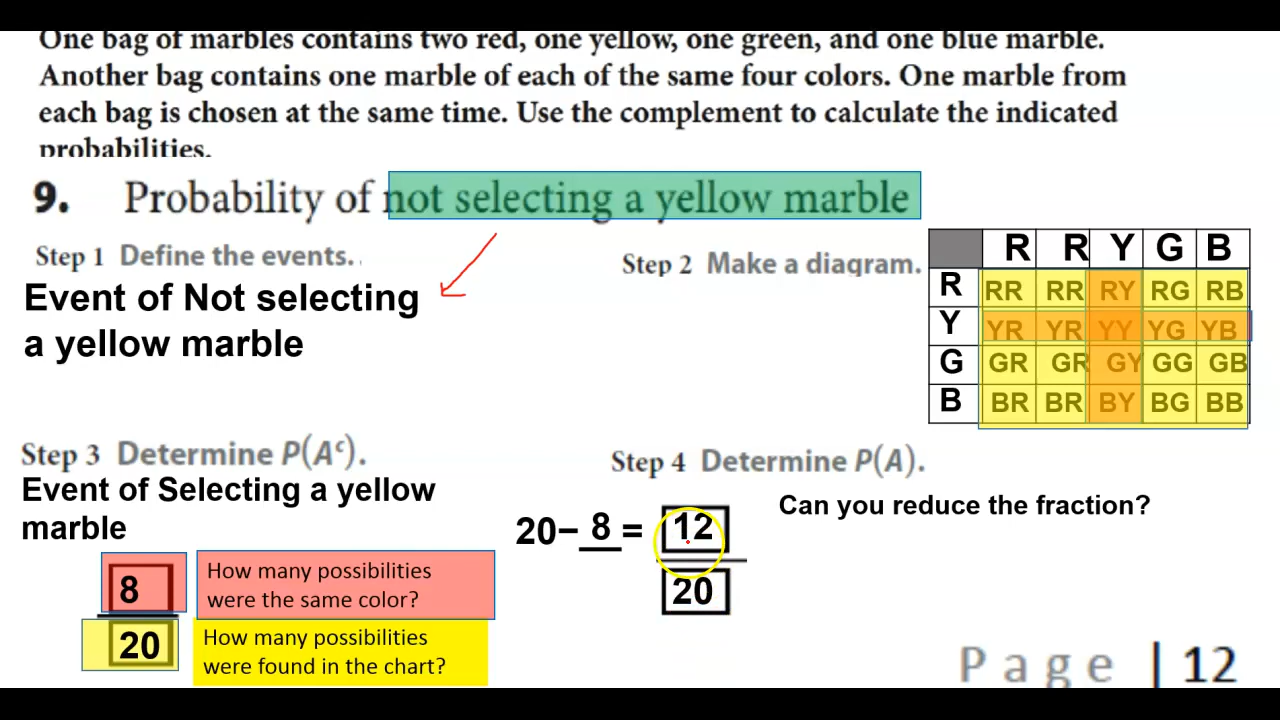 One bag of marbles contains two red, one yellow, one green, and one blue marble.
Another bag contains one marble of each of the same four colors. One marble from
each bag is chosen at the same time. Use the complement to calculate the indicated
probabilities.
9. Probability of not selecting a yellow marble
Step 1 Define the events.
Event of Not selecting
a yellow marble
Step 2 Make a diagram.
R R Y G B
R RR RR RY RG RB
Y YR YR YY YG YB
G GR GR GY GG GB
B BR BR BY BG BB
Step 3 Determine P(Aᶜ).
Event of Selecting a yellow
marble
8
20
How many possibilities
were the same color?
How many possibilities
were found in the chart?
Step 4 Determine P(A).
20− 8 = 12
20
Can you reduce the fraction?
Page | 12